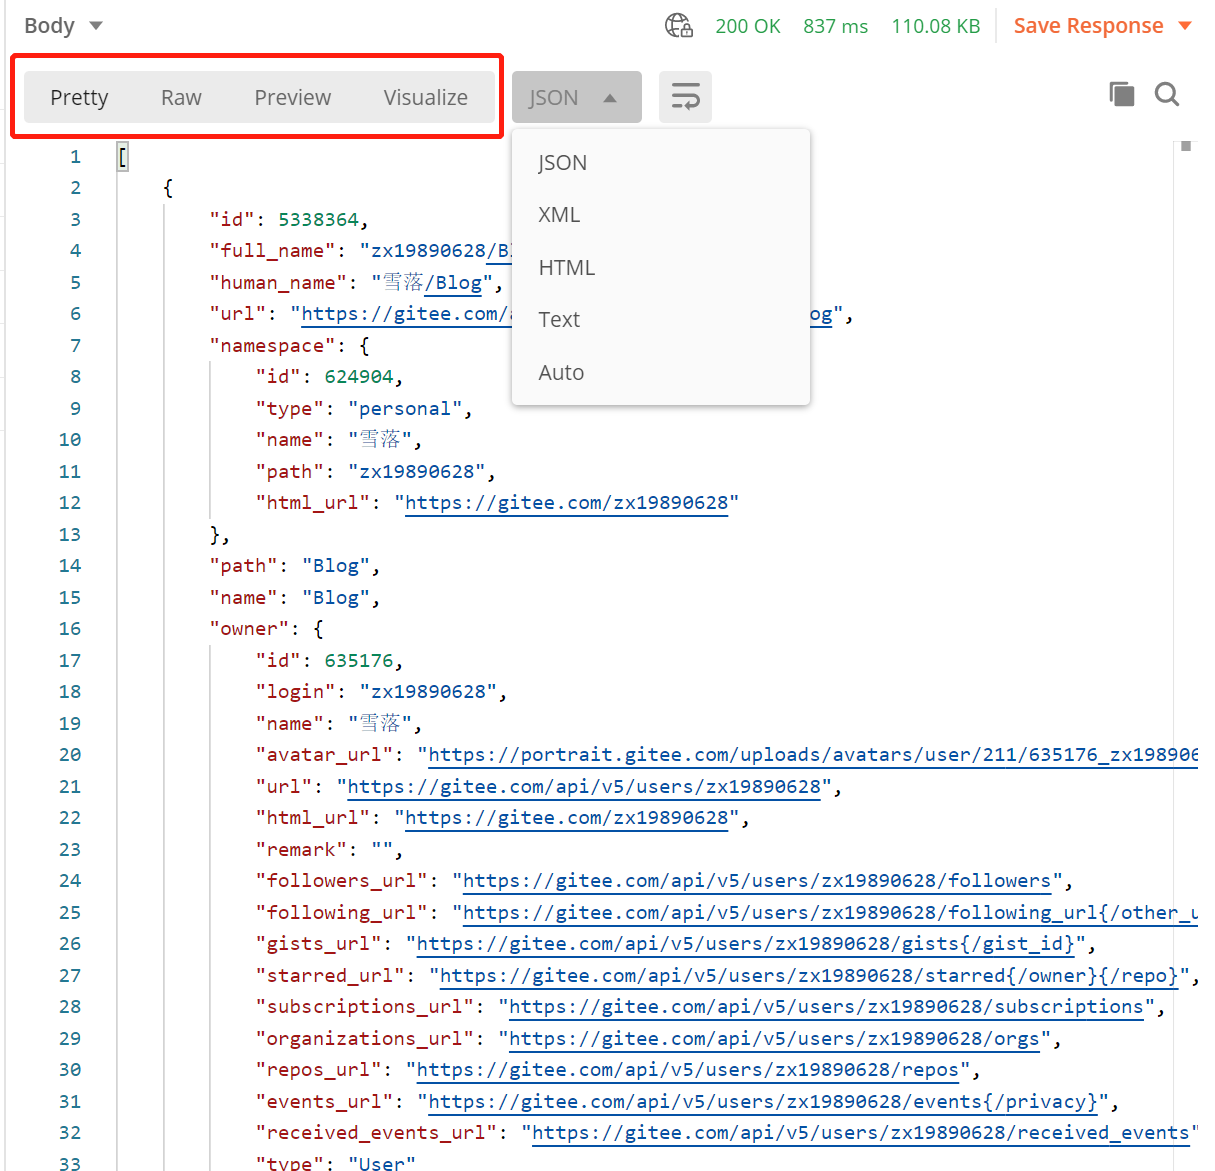 Body 200 OK 837 ms 110.08 KB Save Response
Pretty Raw Preview Visualize JSON
JSON
XML
HTML
Text
Auto
1 [
2 {
3 "id": 5338364,
4 "full_name": "zx19890628/Bl
5 "human_name": "雪落/Blog",
6 "url": "https://gitee.com/ og",
7 "namespace": {
8 "id": 624904,
9 "type": "personal",
10 "name": "雪落",
11 "path": "zx19890628",
12 "html_url": "https://gitee.com/zx19890628"
13 },
14 "path": "Blog",
15 "name": "Blog",
16 "owner": {
17 "id": 635176,
18 "login": "zx19890628",
19 "name": "雪落",
20 "avatar_url": "https://portrait.gitee.com/uploads/avatars/user/211/635176_zx198906
21 "url": "https://gitee.com/api/v5/users/zx19890628",
22 "html_url": "https://gitee.com/zx19890628",
23 "remark": "",
24 "followers_url": "https://gitee.com/api/v5/users/zx19890628/followers",
25 "following_url": "https://gitee.com/api/v5/users/zx19890628/following_url{/other_u
26 "gists_url": "https://gitee.com/api/v5/users/zx19890628/gists{/gist_id}",
27 "starred_url": "https://gitee.com/api/v5/users/zx19890628/starred{/owner}{/repo}",
28 "subscriptions_url": "https://gitee.com/api/v5/users/zx19890628/subscriptions",
29 "organizations_url": "https://gitee.com/api/v5/users/zx19890628/orgs",
30 "repos_url": "https://gitee.com/api/v5/users/zx19890628/repos",
31 "events_url": "https://gitee.com/api/v5/users/zx19890628/events{/privacy}",
32 "received_events_url": "https://gitee.com/api/v5/users/zx19890628/received_events"
33 "type": "User"